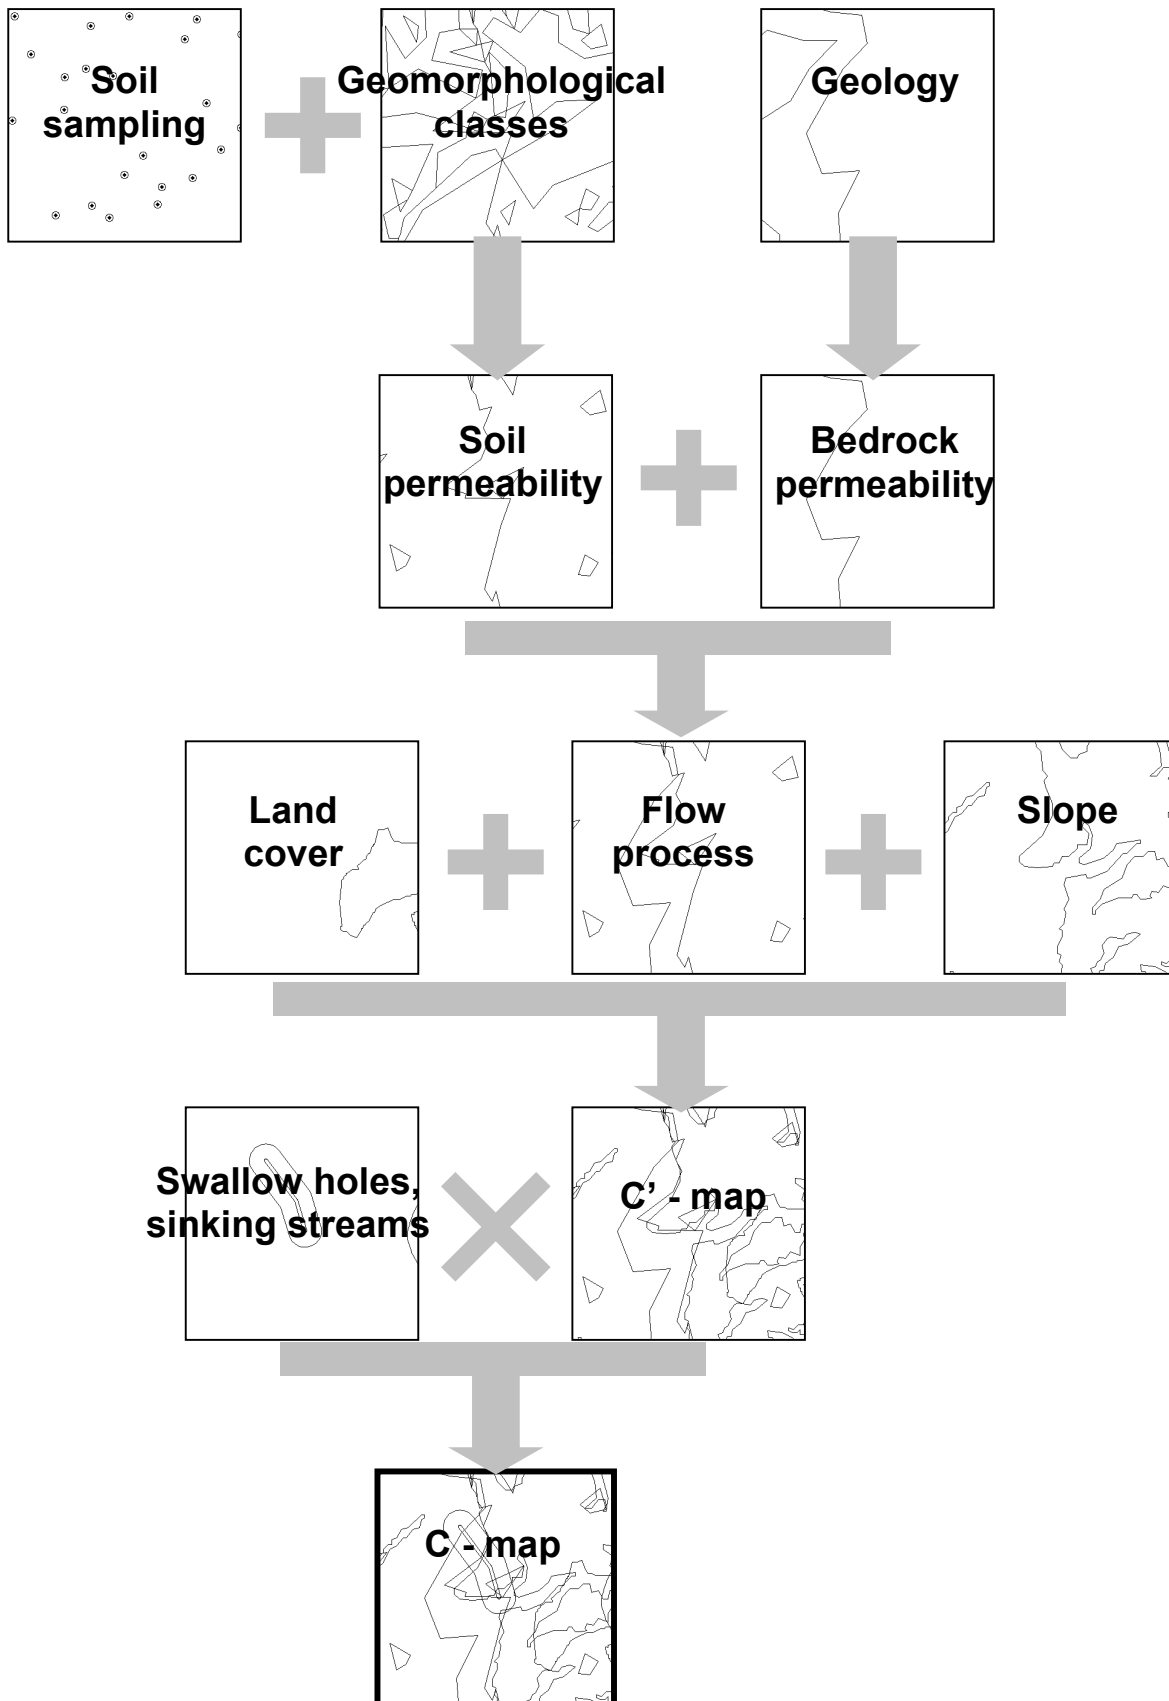 Soil
sampling
Geomorphological
classes
Geology
Soil
permeability
Bedrock
permeability
Land
cover
Flow
process
Slope
Swallow holes,
sinking streams
C’ - map
C - map